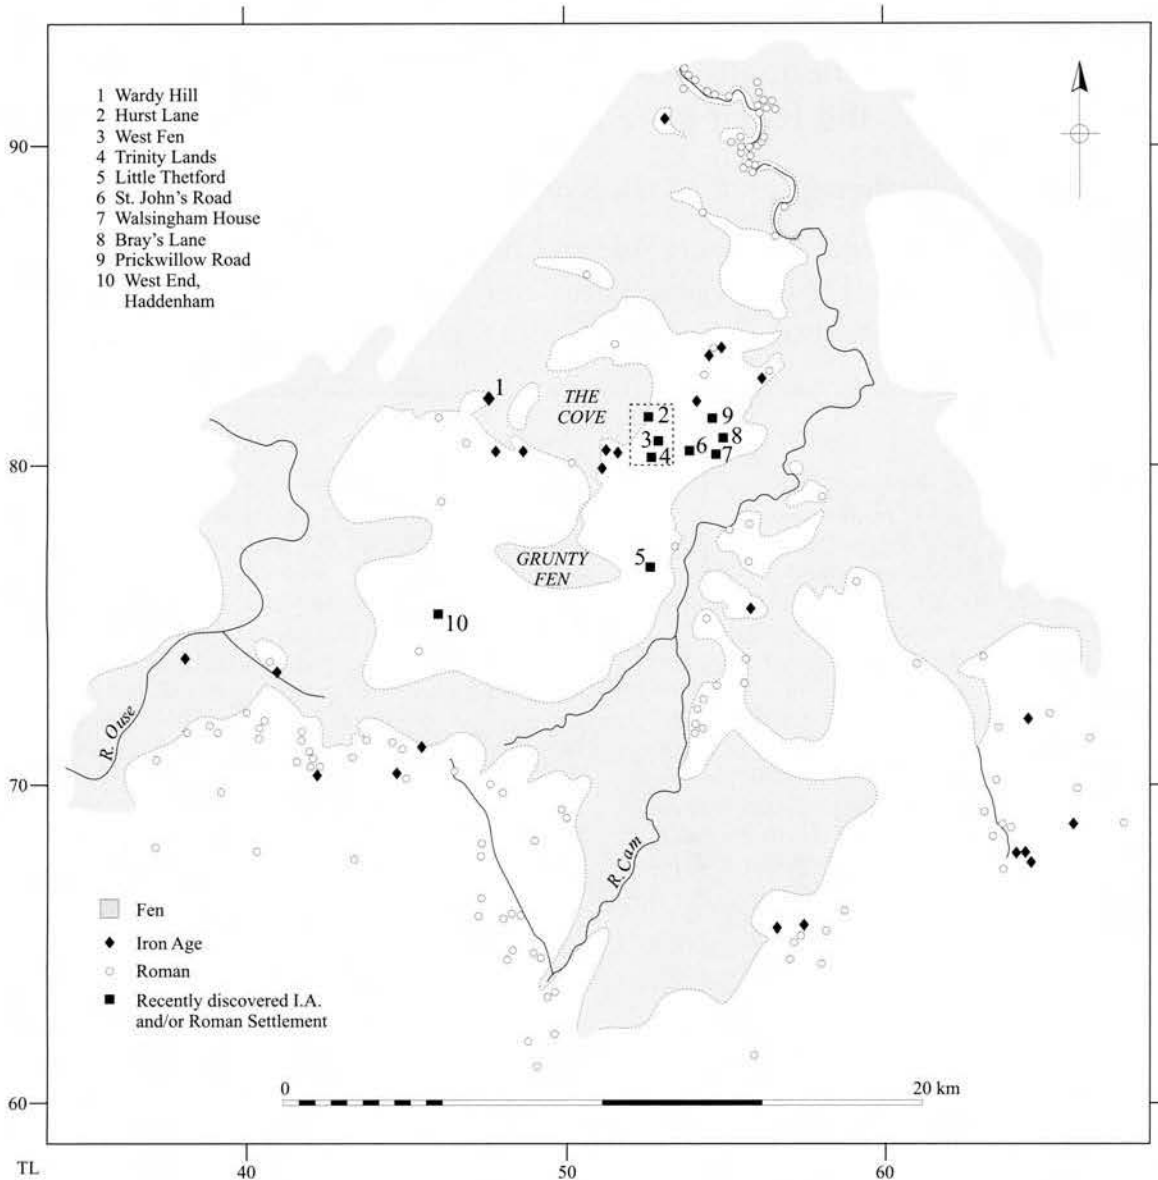 1 Wardy Hill
2 Hurst Lane
3 West Fen
4 Trinity Lands
5 Little Thetford
6 St. John's Road
7 Walsingham House
8 Bray's Lane
9 Prickwillow Road
10 West End,
Haddenham
90
80
70
60
THE
COVE
1
2
3
4
5
6
7
8
9
10
GRUNTY
FEN
R. Ouse
R. Cam
Fen
Iron Age
Roman
Recently discovered I.A.
and/or Roman Settlement
0
20 km
TL
40
50
60